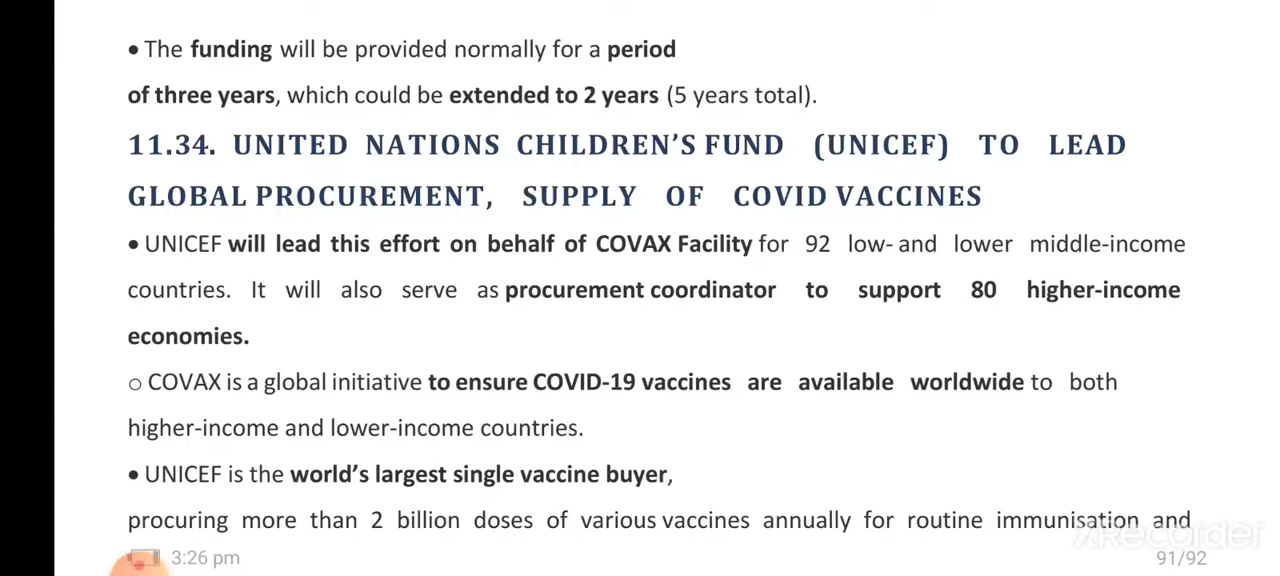 • The funding will be provided normally for a period
of three years, which could be extended to 2 years (5 years total).
11.34. UNITED NATIONS CHILDREN’S FUND (UNICEF) TO LEAD
GLOBAL PROCUREMENT, SUPPLY OF COVID VACCINES
• UNICEF will lead this effort on behalf of COVAX Facility for 92 low- and lower middle-income
countries. It will also serve as procurement coordinator to support 80 higher-income
economies.
○ COVAX is a global initiative to ensure COVID-19 vaccines are available worldwide to both
higher-income and lower-income countries.
• UNICEF is the world’s largest single vaccine buyer,
procuring more than 2 billion doses of various vaccines annually for routine immunisation and
XRecorder
3:26 pm 91/92